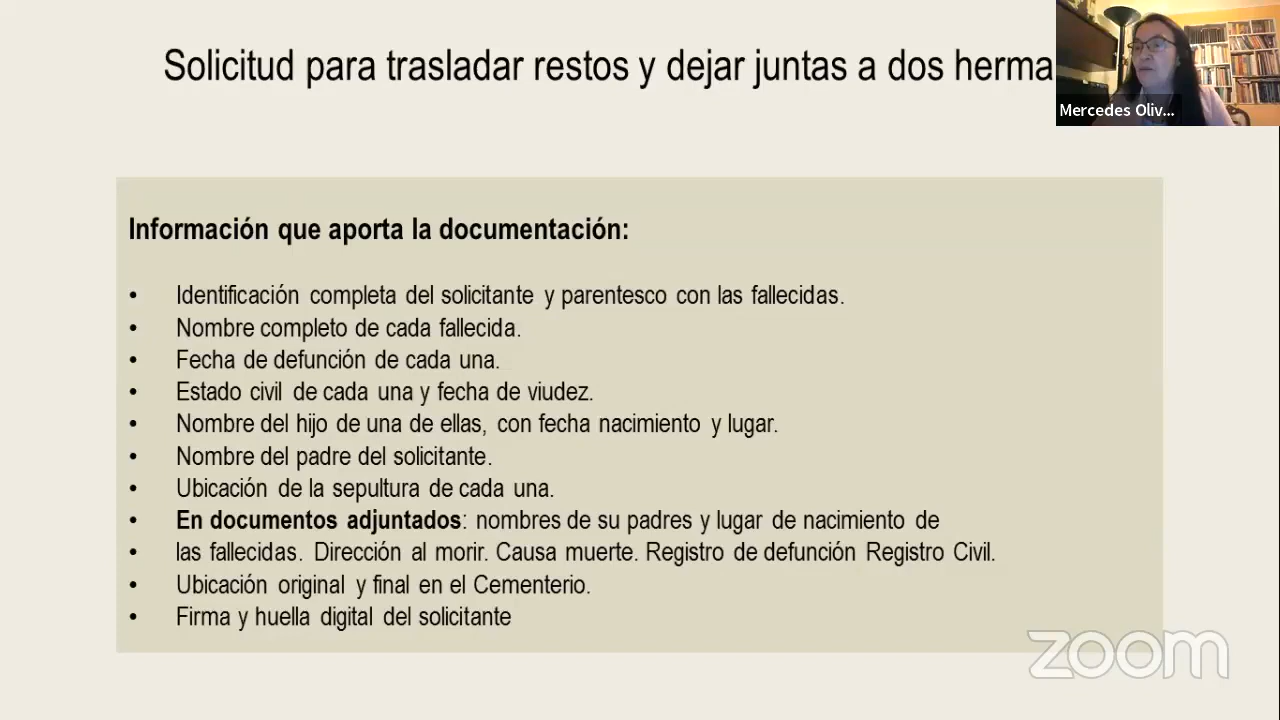 Solicitud para trasladar restos y dejar juntas a dos herma
Mercedes Oliv...
Información que aporta la documentación:
• Identificación completa del solicitante y parentesco con las fallecidas.
• Nombre completo de cada fallecida.
• Fecha de defunción de cada una.
• Estado civil de cada una y fecha de viudez.
• Nombre del hijo de una de ellas, con fecha nacimiento y lugar.
• Nombre del padre del solicitante.
• Ubicación de la sepultura de cada una.
• En documentos adjuntados: nombres de su padres y lugar de nacimiento de
• las fallecidas. Dirección al morir. Causa muerte. Registro de defunción Registro Civil.
• Ubicación original y final en el Cementerio.
• Firma y huella digital del solicitante
zoom